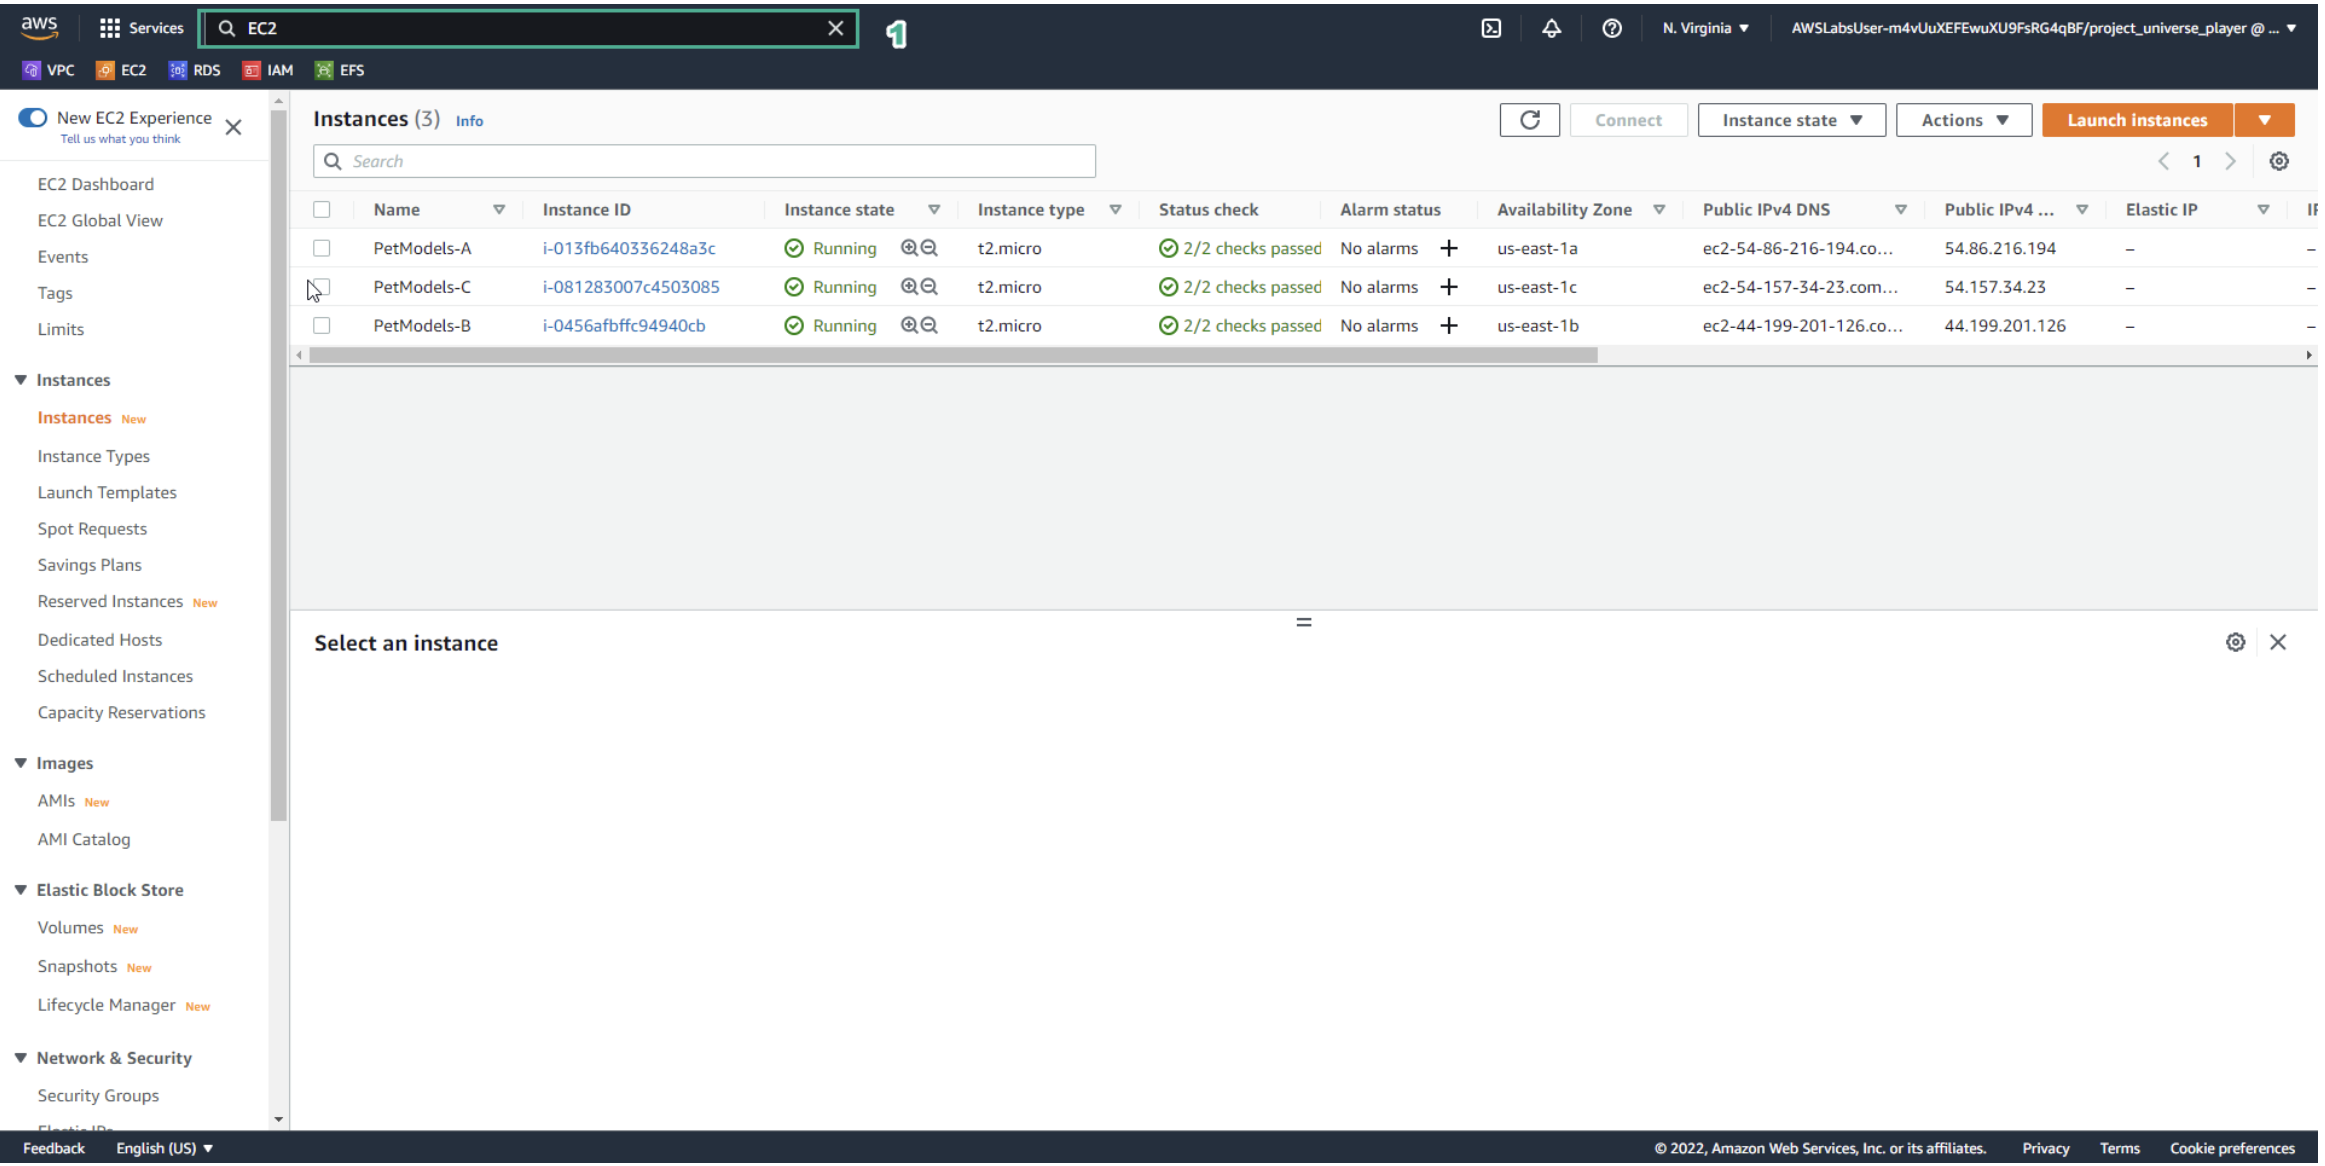 aws Services EC2 1 N. Virginia ▼ AWSLabsUser-m4vUuXEFEwuXU9FsRG4qBF/project_universe_player @ ... ▼
VPC EC2 RDS IAM EFS
New EC2 Experience
Tell us what you think
EC2 Dashboard
EC2 Global View
Events
Tags
Limits
Instances
Instances New
Instance Types
Launch Templates
Spot Requests
Savings Plans
Reserved Instances New
Dedicated Hosts
Scheduled Instances
Capacity Reservations
Images
AMIs New
AMI Catalog
Elastic Block Store
Volumes New
Snapshots New
Lifecycle Manager New
Network & Security
Security Groups
Instances (3) Info Connect Instance state ▼ Actions ▼ Launch instances ▼
Search 1
Name Instance ID Instance state Instance type Status check Alarm status Availability Zone Public IPv4 DNS Public IPv4 ... Elastic IP
PetModels-A i-013fb640336248a3c Running t2.micro 2/2 checks passed No alarms + us-east-1a ec2-54-86-216-194.co... 54.86.216.194 – –
PetModels-C i-081283007c4503085 Running t2.micro 2/2 checks passed No alarms + us-east-1c ec2-54-157-34-23.com... 54.157.34.23 – –
PetModels-B i-0456afbffc94940cb Running t2.micro 2/2 checks passed No alarms + us-east-1b ec2-44-199-201-126.co... 44.199.201.126 – –
Select an instance
Feedback English (US) ▼ © 2022, Amazon Web Services, Inc. or its affiliates. Privacy Terms Cookie preferences